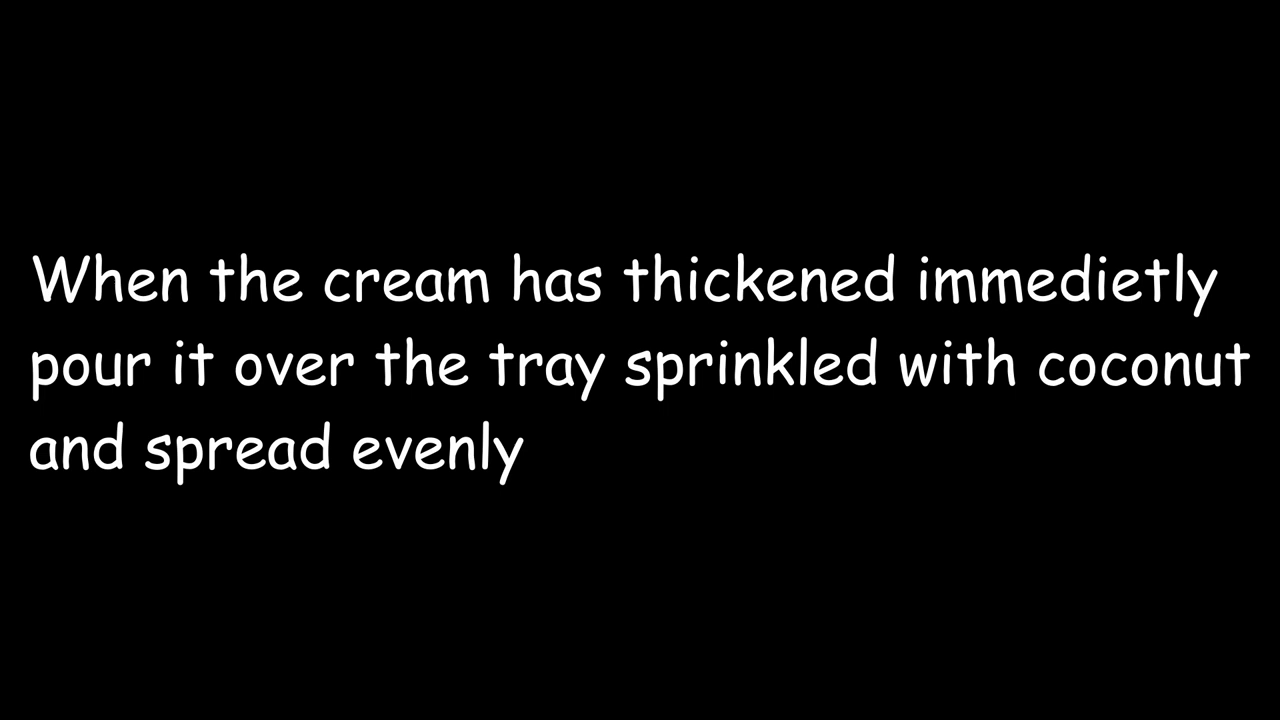 When the cream has thickened immedietly
pour it over the tray sprinkled with coconut
and spread evenly